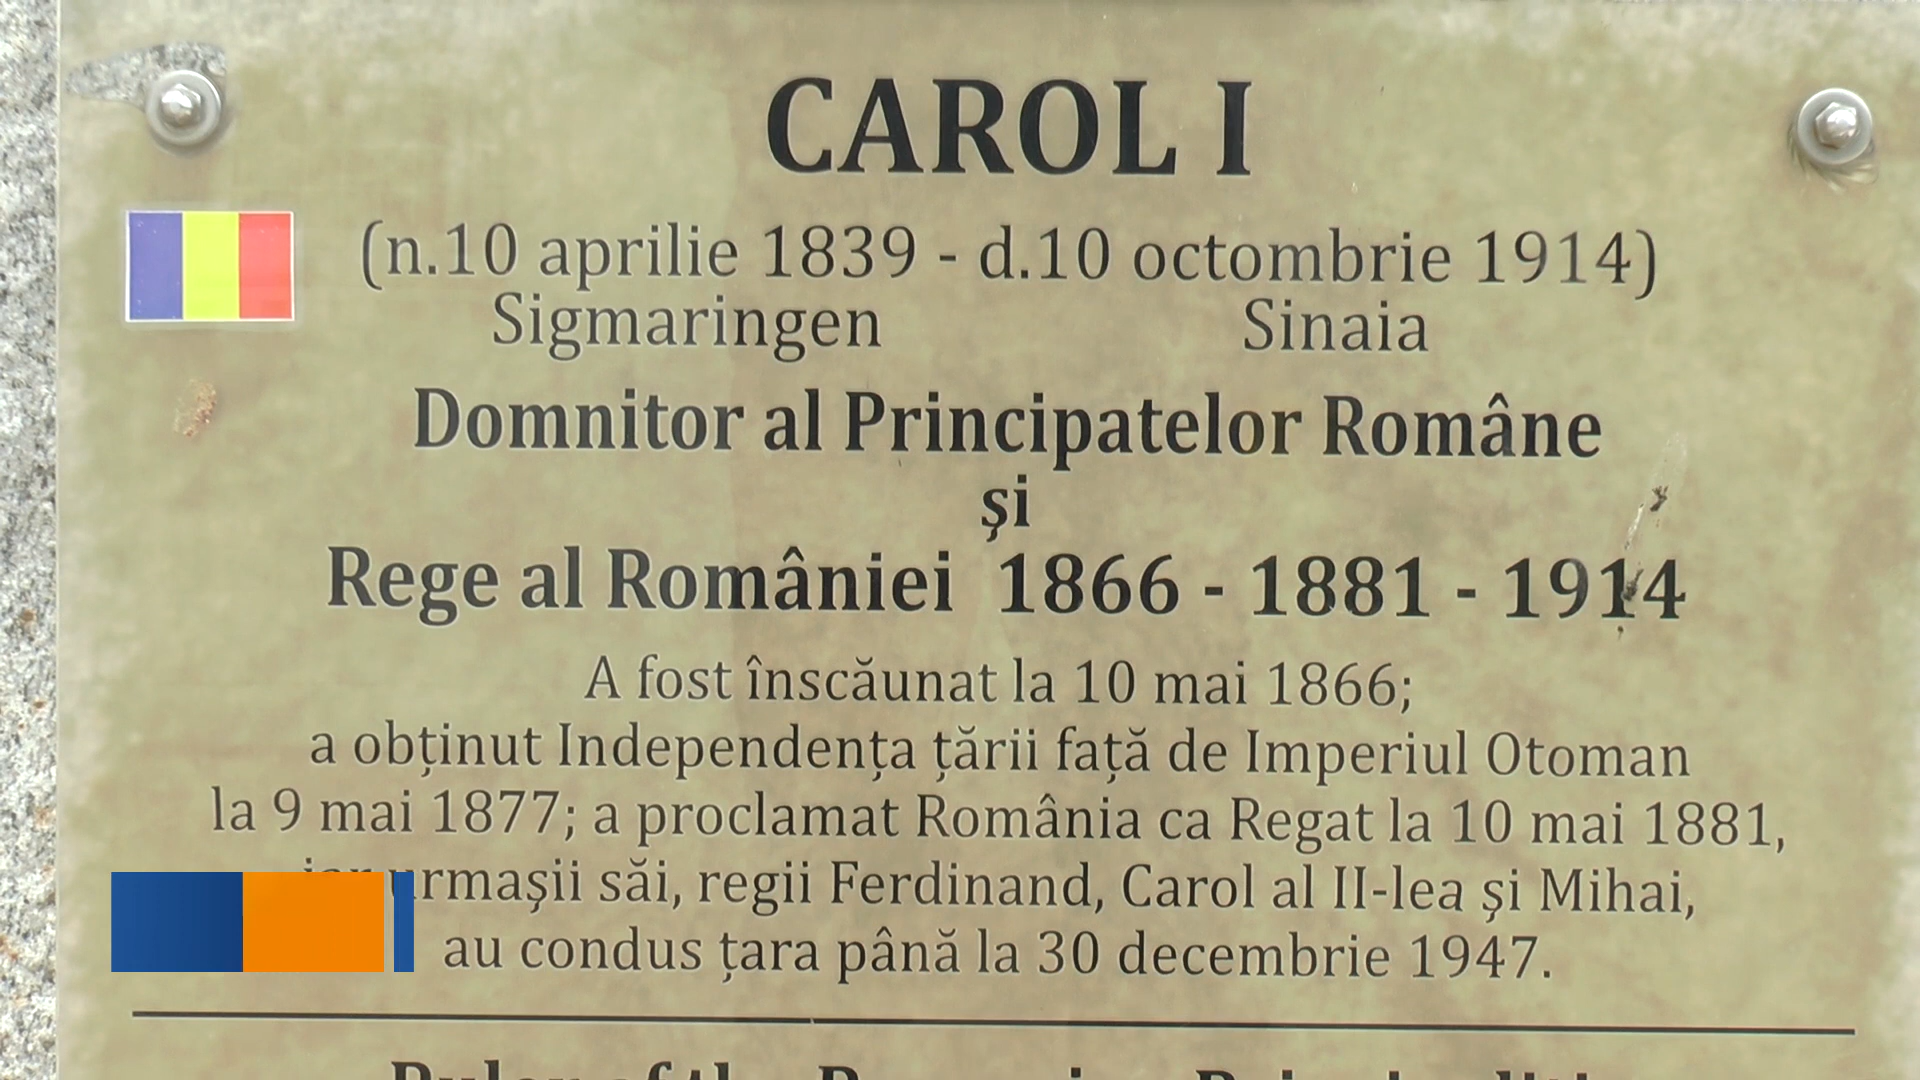 CAROL I
(n.10 aprilie 1839 - d.10 octombrie 1914)
Sigmaringen Sinaia
Domnitor al Principatelor Române
şi
Rege al României 1866 - 1881 - 1914
A fost înscăunat la 10 mai 1866;
a obţinut Independenţa ţării faţă de Imperiul Otoman
la 9 mai 1877; a proclamat România ca Regat la 10 mai 1881,
urmaşii săi, regii Ferdinand, Carol al II-lea şi Mihai,
au condus ţara până la 30 decembrie 1947.